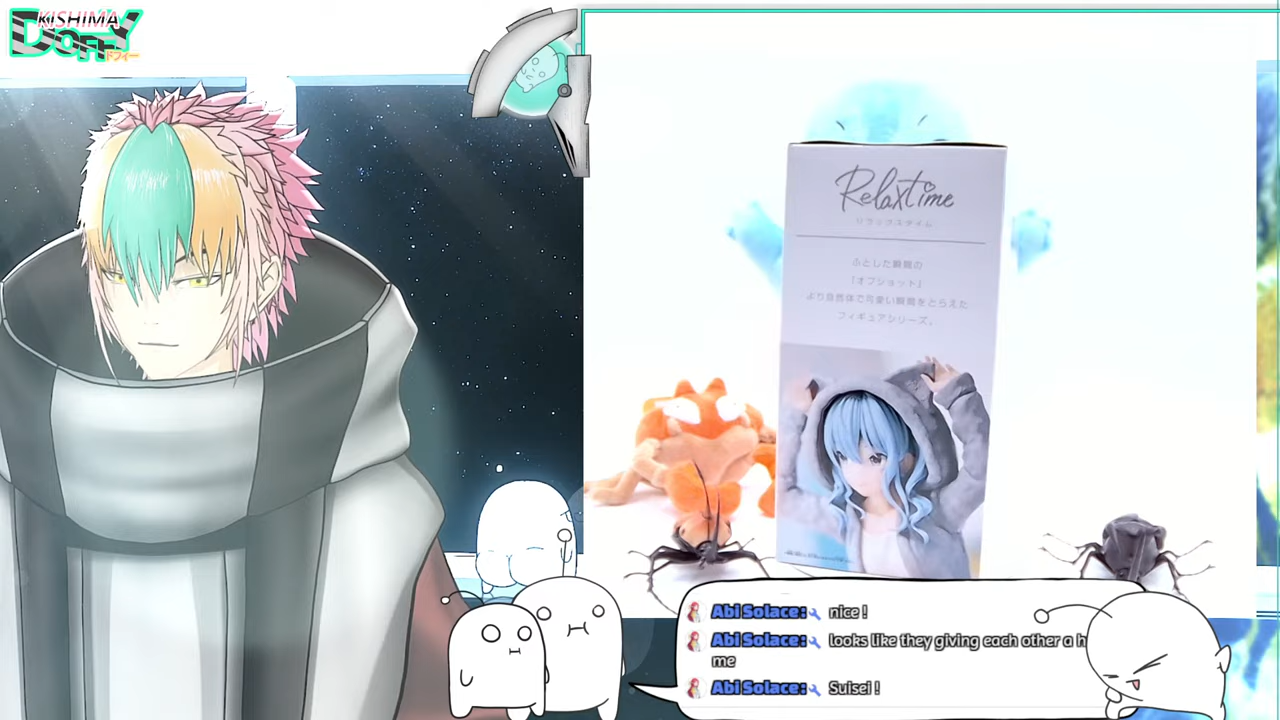 KISHIMA
DOFFY
ドフィー
Relaxtime
リラックスタイム
ふとした瞬間の
「オフショット」
より自然体で可愛い瞬間をとらえた
フィギュアシリーズ。
Abi Solace: nice !
Abi Solace: looks like they giving each other a h
me
Abi Solace: Suisei !